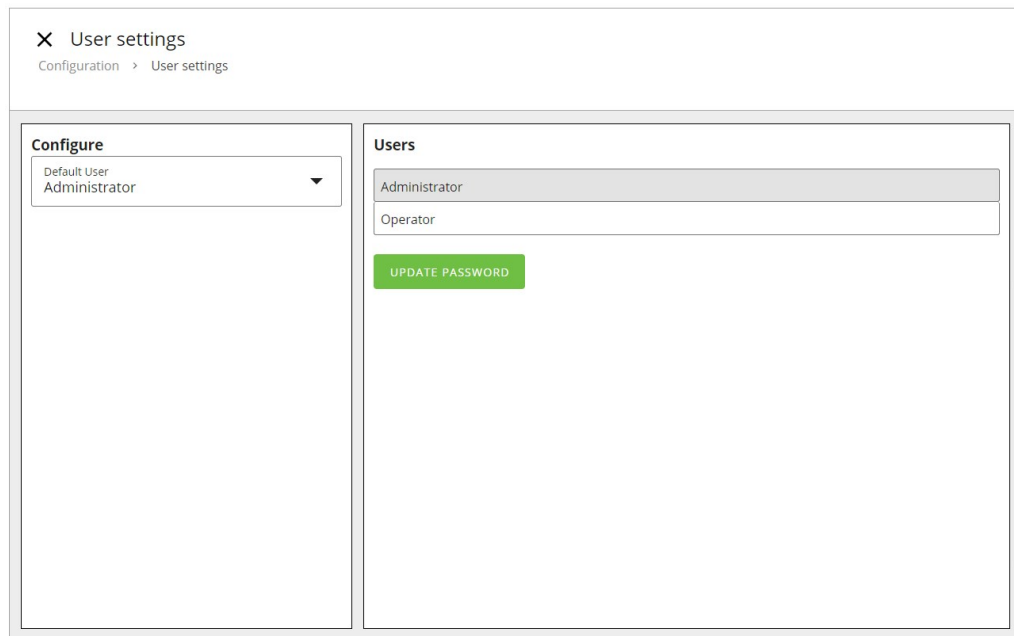 User settings
Configuration > User settings
Configure
Default User
Administrator
Users
Administrator
Operator
UPDATE PASSWORD